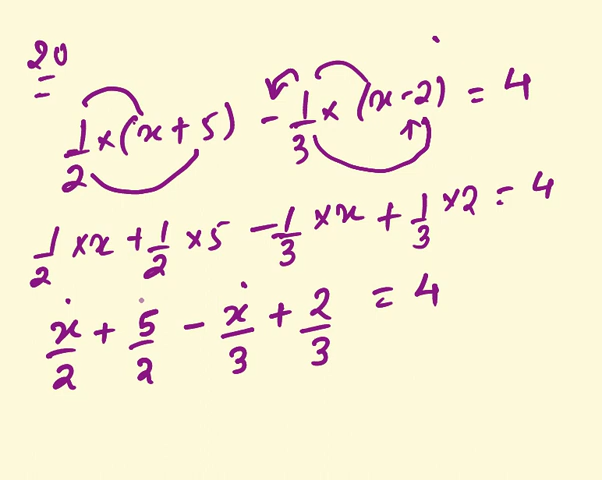 20
1/2 × (x + 5) - 1/3 × (x - 2) = 4
1/2 × x + 1/2 × 5 - 1/3 × x + 1/3 × 2 = 4
x/2 + 5/2 - x/3 + 2/3 = 4